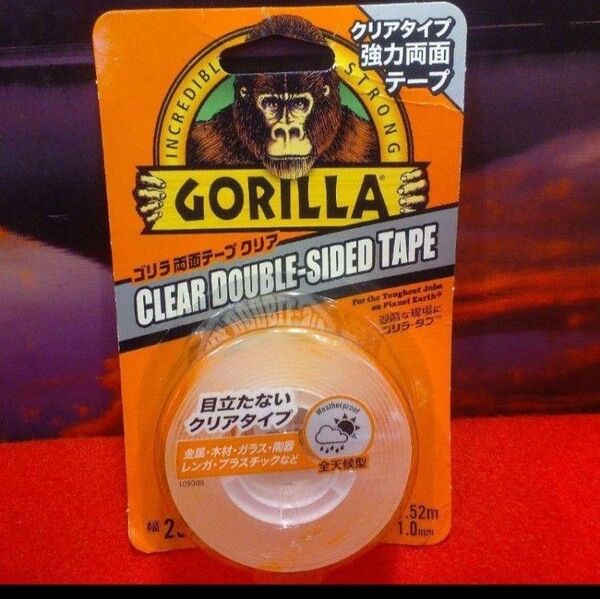 クリアタイプ
強力両面
テープ
INCREDIBLY STRONG
GORILLA
ゴリラ両面テープクリア
CLEAR DOUBLE-SIDED TAPE
For the Toughest Jobs
on Planet Earth®
過酷な現場に
ゴリラ・タフ™
目立たない
クリアタイプ
金属・木材・ガラス・陶器
レンガ・プラスチックなど
Weatherproof
全天候型
109088
幅
.52m
1.0mm